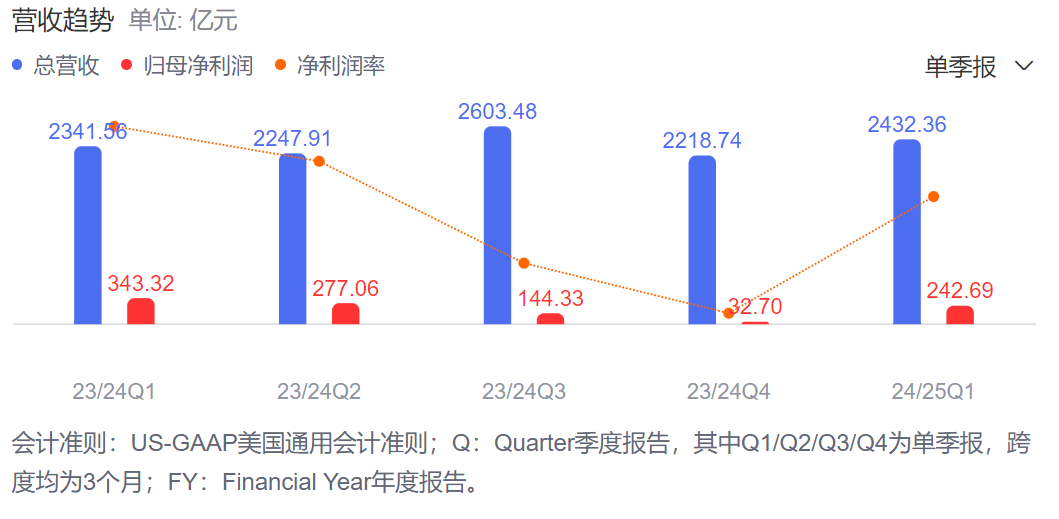 营收趋势 单位: 亿元
总营收 归母净利润 净利润率 单季报
2341.56 2247.91 2603.48 2218.74 2432.36
343.32 277.06 144.33 32.70 242.69
23/24Q1 23/24Q2 23/24Q3 23/24Q4 24/25Q1
会计准则：US-GAAP美国通用会计准则；Q：Quarter季度报告，其中Q1/Q2/Q3/Q4为单季报，跨
度均为3个月；FY：Financial Year年度报告。